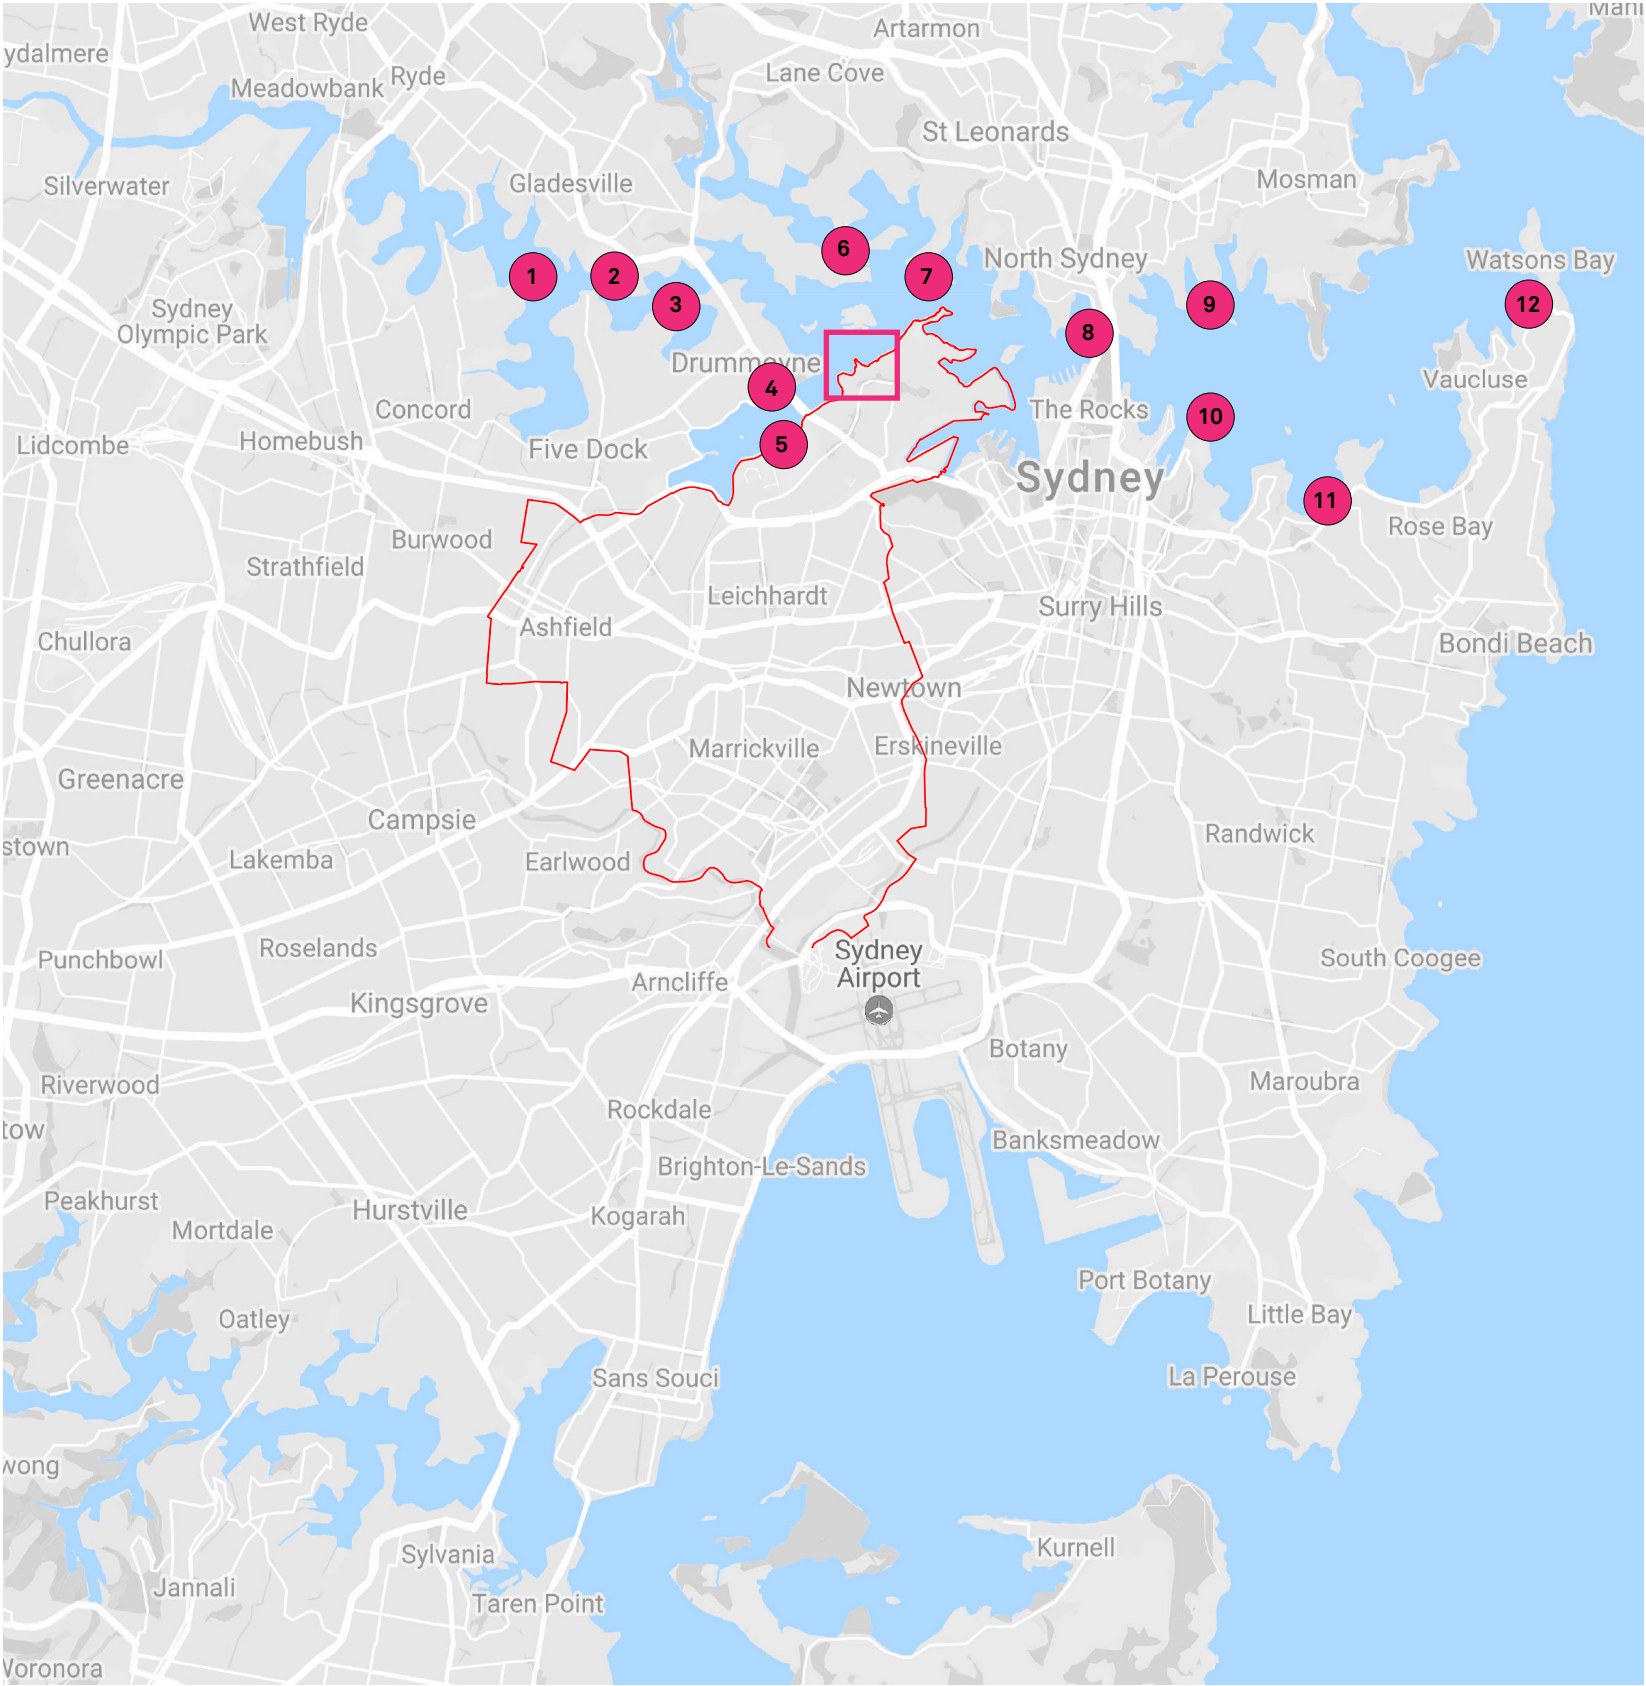 Manl
West Ryde
Artarmon
ydalmere
Lane Cove
Ryde
Meadowbank
St Leonards
Silverwater
Gladesville
Mosman
6
North Sydney
Watsons Bay
1
2
7
3
9
12
Sydney
Olympic Park
8
Drummoyne
Vaucluse
4
Concord
The Rocks
10
Lidcombe
Homebush
Five Dock
5
Sydney
11
Rose Bay
Burwood
Strathfield
Leichhardt
Surry Hills
Ashfield
Chullora
Bondi Beach
Newtown
Marrickville
Erskineville
Greenacre
Campsie
Randwick
stown
Lakemba
Earlwood
Roselands
Sydney
Airport
Punchbowl
South Coogee
Arncliffe
Kingsgrove
Botany
Riverwood
Maroubra
Rockdale
tow
Banksmeadow
Brighton-Le-Sands
Peakhurst
Hurstville
Kogarah
Mortdale
Port Botany
Oatley
Little Bay
Sans Souci
La Perouse
wong
Kurnell
Sylvania
Jannali
Taren Point
Woronora